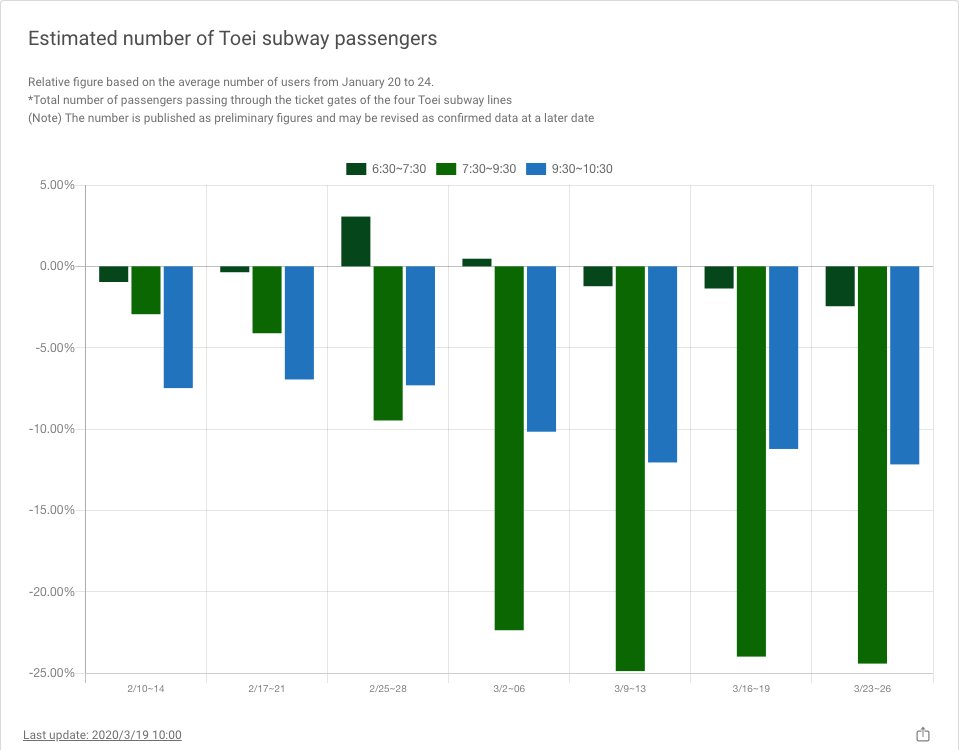 Estimated number of Toei subway passengers
Relative figure based on the average number of users from January 20 to 24.
*Total number of passengers passing through the ticket gates of the four Toei subway lines
(Note) The number is published as preliminary figures and may be revised as confirmed data at a later date
6:30~7:30 7:30~9:30 9:30~10:30
5.00%
0.00%
-5.00%
-10.00%
-15.00%
-20.00%
-25.00%
2/10~14 2/17~21 2/25~28 3/2~06 3/9~13 3/16~19 3/23~26
Last update: 2020/3/19 10:00